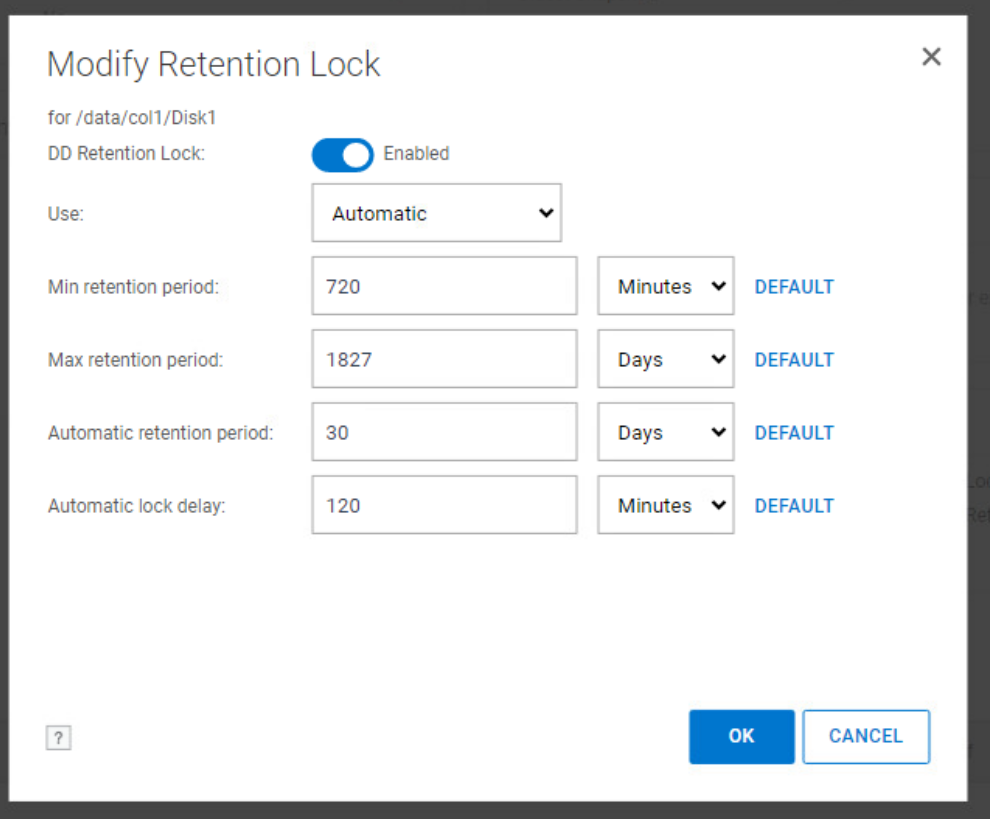 Modify Retention Lock
for /data/col1/Disk1
DD Retention Lock: Enabled
Use: Automatic
Min retention period: 720 Minutes DEFAULT
Max retention period: 1827 Days DEFAULT
Automatic retention period: 30 Days DEFAULT
Automatic lock delay: 120 Minutes DEFAULT
? OK CANCEL